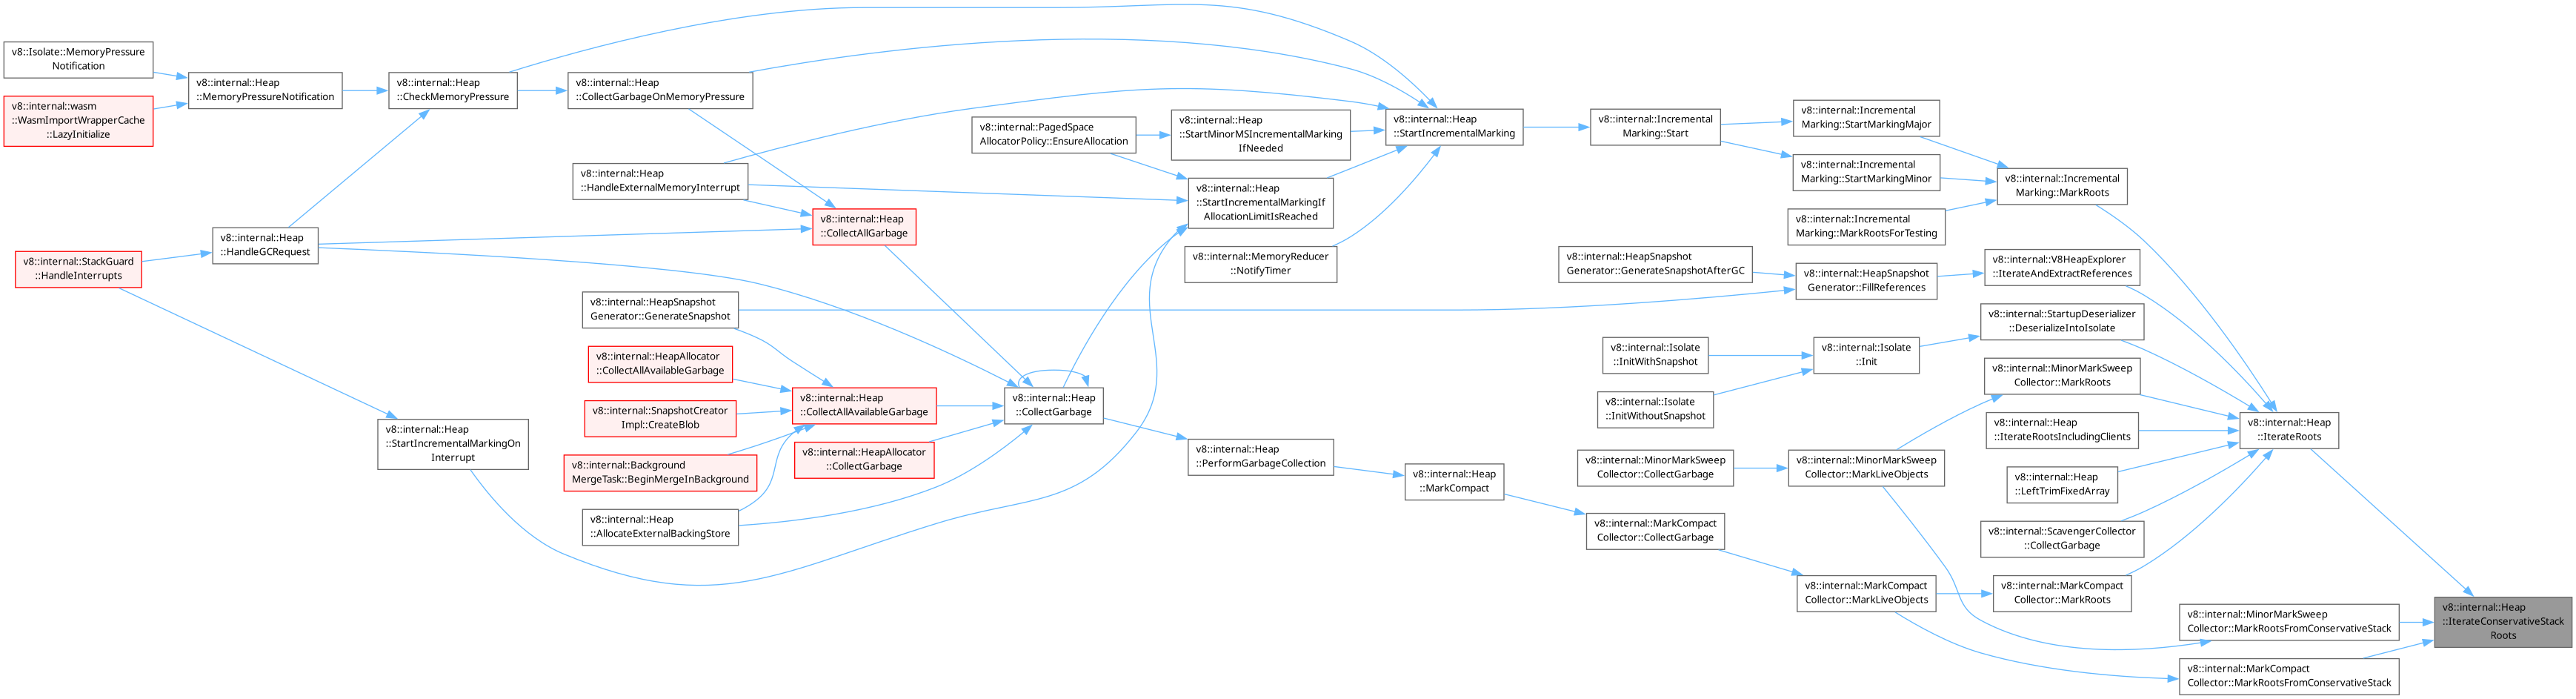 v8::Isolate::MemoryPressure
Notification
v8::internal::wasm
::WasmImportWrapperCache
::LazyInitialize
v8::internal::Heap
::MemoryPressureNotification
v8::internal::StackGuard
::HandleInterrupts
v8::internal::Heap
::HandleGCRequest
v8::internal::Heap
::CheckMemoryPressure
v8::internal::Heap
::StartIncrementalMarkingOn
Interrupt
v8::internal::Heap
::CollectGarbageOnMemoryPressure
v8::internal::Heap
::HandleExternalMemoryInterrupt
v8::internal::HeapSnapshot
Generator::GenerateSnapshot
v8::internal::HeapAllocator
::CollectAllAvailableGarbage
v8::internal::SnapshotCreator
Impl::CreateBlob
v8::internal::Background
MergeTask::BeginMergeInBackground
v8::internal::Heap
::AllocateExternalBackingStore
v8::internal::Heap
::CollectAllGarbage
v8::internal::Heap
::CollectAllAvailableGarbage
v8::internal::HeapAllocator
::CollectGarbage
v8::internal::PagedSpace
AllocatorPolicy::EnsureAllocation
v8::internal::Heap
::CollectGarbage
v8::internal::Heap
::StartMinorMSIncrementalMarking
IfNeeded
v8::internal::Heap
::StartIncrementalMarkingIf
AllocationLimitIsReached
v8::internal::MemoryReducer
::NotifyTimer
v8::internal::Heap
::PerformGarbageCollection
v8::internal::Heap
::StartIncrementalMarking
v8::internal::Heap
::MarkCompact
v8::internal::Incremental
Marking::Start
v8::internal::HeapSnapshot
Generator::GenerateSnapshotAfterGC
v8::internal::Isolate
::InitWithSnapshot
v8::internal::Isolate
::InitWithoutSnapshot
v8::internal::MinorMarkSweep
Collector::CollectGarbage
v8::internal::MarkCompact
Collector::CollectGarbage
v8::internal::Incremental
Marking::StartMarkingMajor
v8::internal::Incremental
Marking::StartMarkingMinor
v8::internal::Incremental
Marking::MarkRootsForTesting
v8::internal::HeapSnapshot
Generator::FillReferences
v8::internal::Isolate
::Init
v8::internal::MinorMarkSweep
Collector::MarkLiveObjects
v8::internal::MarkCompact
Collector::MarkLiveObjects
v8::internal::Incremental
Marking::MarkRoots
v8::internal::V8HeapExplorer
::IterateAndExtractReferences
v8::internal::StartupDeserializer
::DeserializeIntoIsolate
v8::internal::MinorMarkSweep
Collector::MarkRoots
v8::internal::Heap
::IterateRootsIncludingClients
v8::internal::Heap
::LeftTrimFixedArray
v8::internal::ScavengerCollector
::CollectGarbage
v8::internal::MarkCompact
Collector::MarkRoots
v8::internal::Heap
::IterateRoots
v8::internal::MinorMarkSweep
Collector::MarkRootsFromConservativeStack
v8::internal::MarkCompact
Collector::MarkRootsFromConservativeStack
v8::internal::Heap
::IterateConservativeStack
Roots